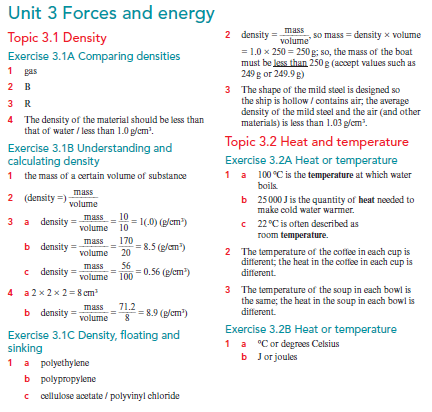 Unit 3 Forces and energy
Topic 3.1 Density
Exercise 3.1A Comparing densities
1 gas
2 B
3 R
4 The density of the material should be less than
that of water / less than 1.0 g/cm³.
Exercise 3.1B Understanding and
calculating density
1 the mass of a certain volume of substance
2 (density =) mass/volume
3 a density = mass/volume = 10/10 = 1(.0) (g/cm³)
b density = mass/volume = 170/20 = 8.5 (g/cm³)
c density = mass/volume = 56/100 = 0.56 (g/cm³)
4 a 2 × 2 × 2 = 8 cm³
b density = mass/volume = 71.2/8 = 8.9 (g/cm³)
Exercise 3.1C Density, floating and
sinking
1 a polyethylene
b polypropylene
c cellulose acetate / polyvinyl chloride
2 density = mass/volume, so mass = density × volume
= 1.0 × 250 = 250 g; so, the mass of the boat
must be less than 250 g (accept values such as
249 g or 249.9 g)
3 The shape of the mild steel is designed so
the ship is hollow / contains air; the average
density of the mild steel and the air (and other
materials) is less than 1.03 g/cm³.
Topic 3.2 Heat and temperature
Exercise 3.2A Heat or temperature
1 a 100 °C is the temperature at which water
boils.
b 25 000 J is the quantity of heat needed to
make cold water warmer.
c 22 °C is often described as
room temperature.
2 The temperature of the coffee in each cup is
different; the heat in the coffee in each cup is
different.
3 The temperature of the soup in each bowl is
the same; the heat in the soup in each bowl is
different.
Exercise 3.2B Heat or temperature
1 a °C or degrees Celsius
b J or joules